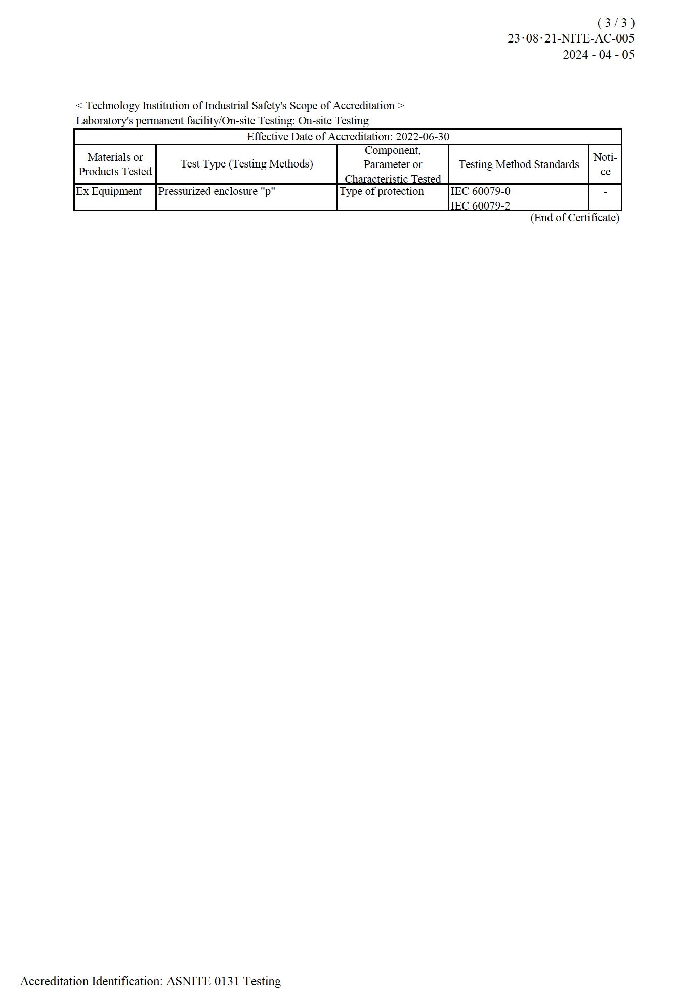 ( 3 / 3 )
23･08･21-NITE-AC-005
2024 - 04 - 05
< Technology Institution of Industrial Safety's Scope of Accreditation >
Laboratory's permanent facility/On-site Testing: On-site Testing
Effective Date of Accreditation: 2022-06-30
Materials or
Products Tested
Test Type (Testing Methods)
Component,
Parameter or
Characteristic Tested
Testing Method Standards
Noti-
ce
Ex Equipment
Pressurized enclosure "p"
Type of protection
IEC 60079-0
IEC 60079-2
-
(End of Certificate)
Accreditation Identification: ASNITE 0131 Testing